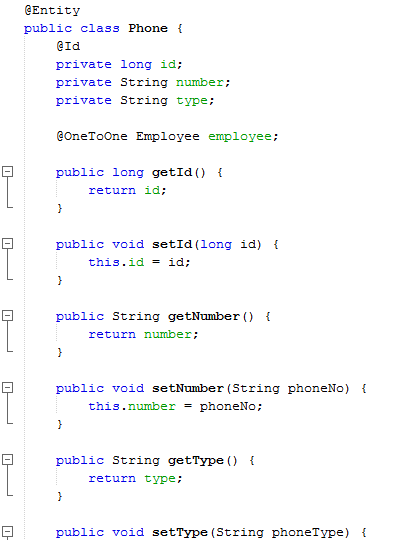 @Entity
public class Phone {
@Id
private long id;
private String number;
private String type;
@OneToOne Employee employee;
public long getId() {
return id;
}
public void setId(long id) {
this.id = id;
}
public String getNumber() {
return number;
}
public void setNumber(String phoneNo) {
this.number = phoneNo;
}
public String getType() {
return type;
}
public void setType(String phoneType) {